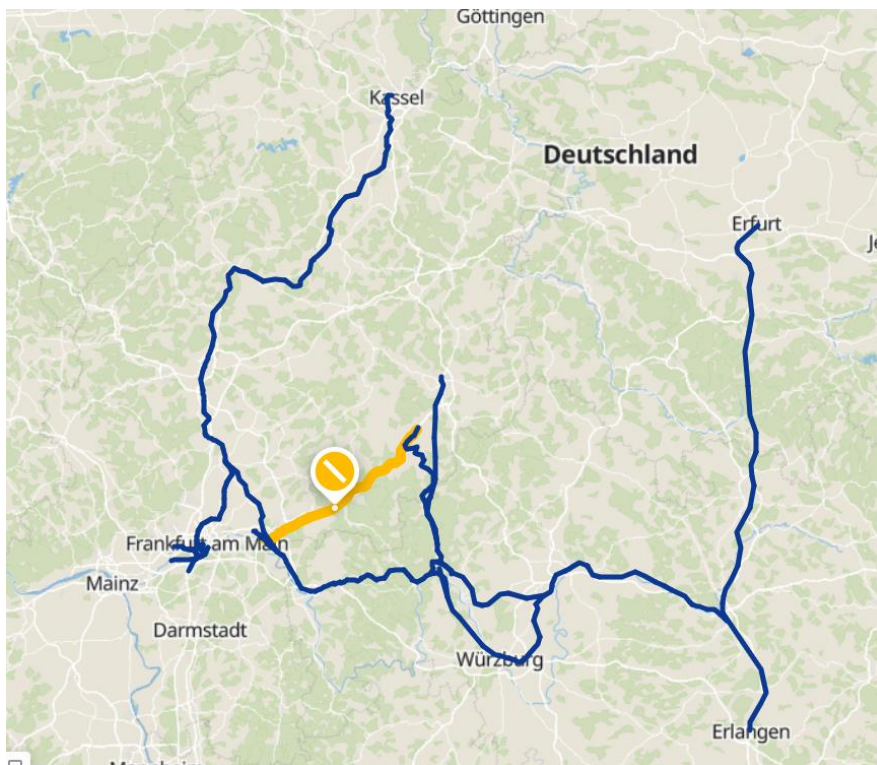 Göttingen
Kassel
Deutschland
Erfurt
Frankfurt am Main
Mainz
Darmstadt
Würzburg
Erlangen